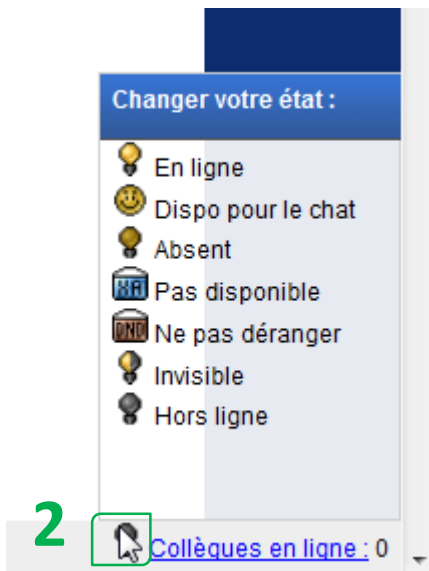 Changer votre état :
En ligne
Dispo pour le chat
Absent
XA Pas disponible
DND Ne pas déranger
Invisible
Hors ligne
2 Collègues en ligne : 0